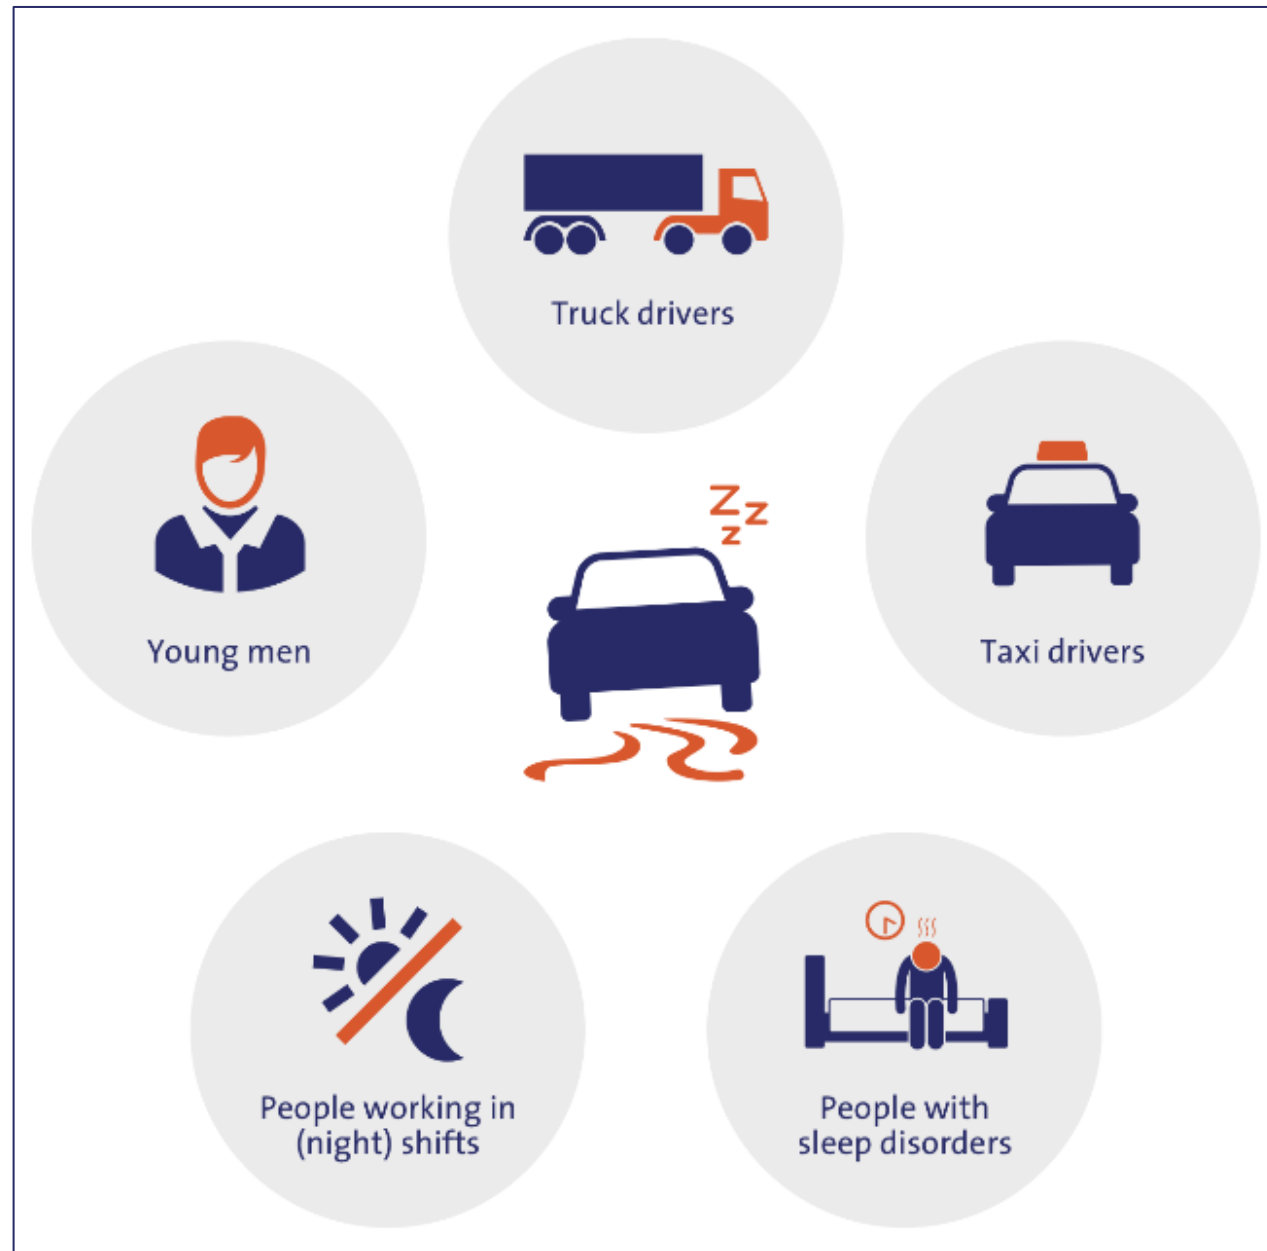 Truck drivers
Young men
Z
z
z
Taxi drivers
People working in
(night) shifts
People with
sleep disorders